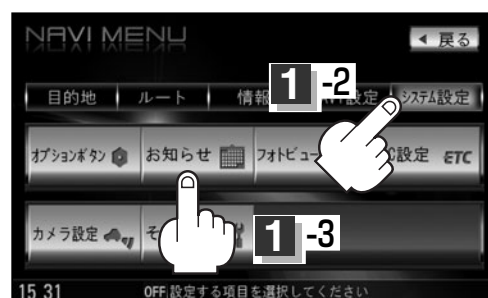 NAVI MENU
戻る
目的地 ルート 情報 設定 システム設定
1-2
オプションボタン お知らせ フォトビュー 設定 ETC
カメラ設定 そ
1-3
15 31 OFF 設定する項目を選択してください